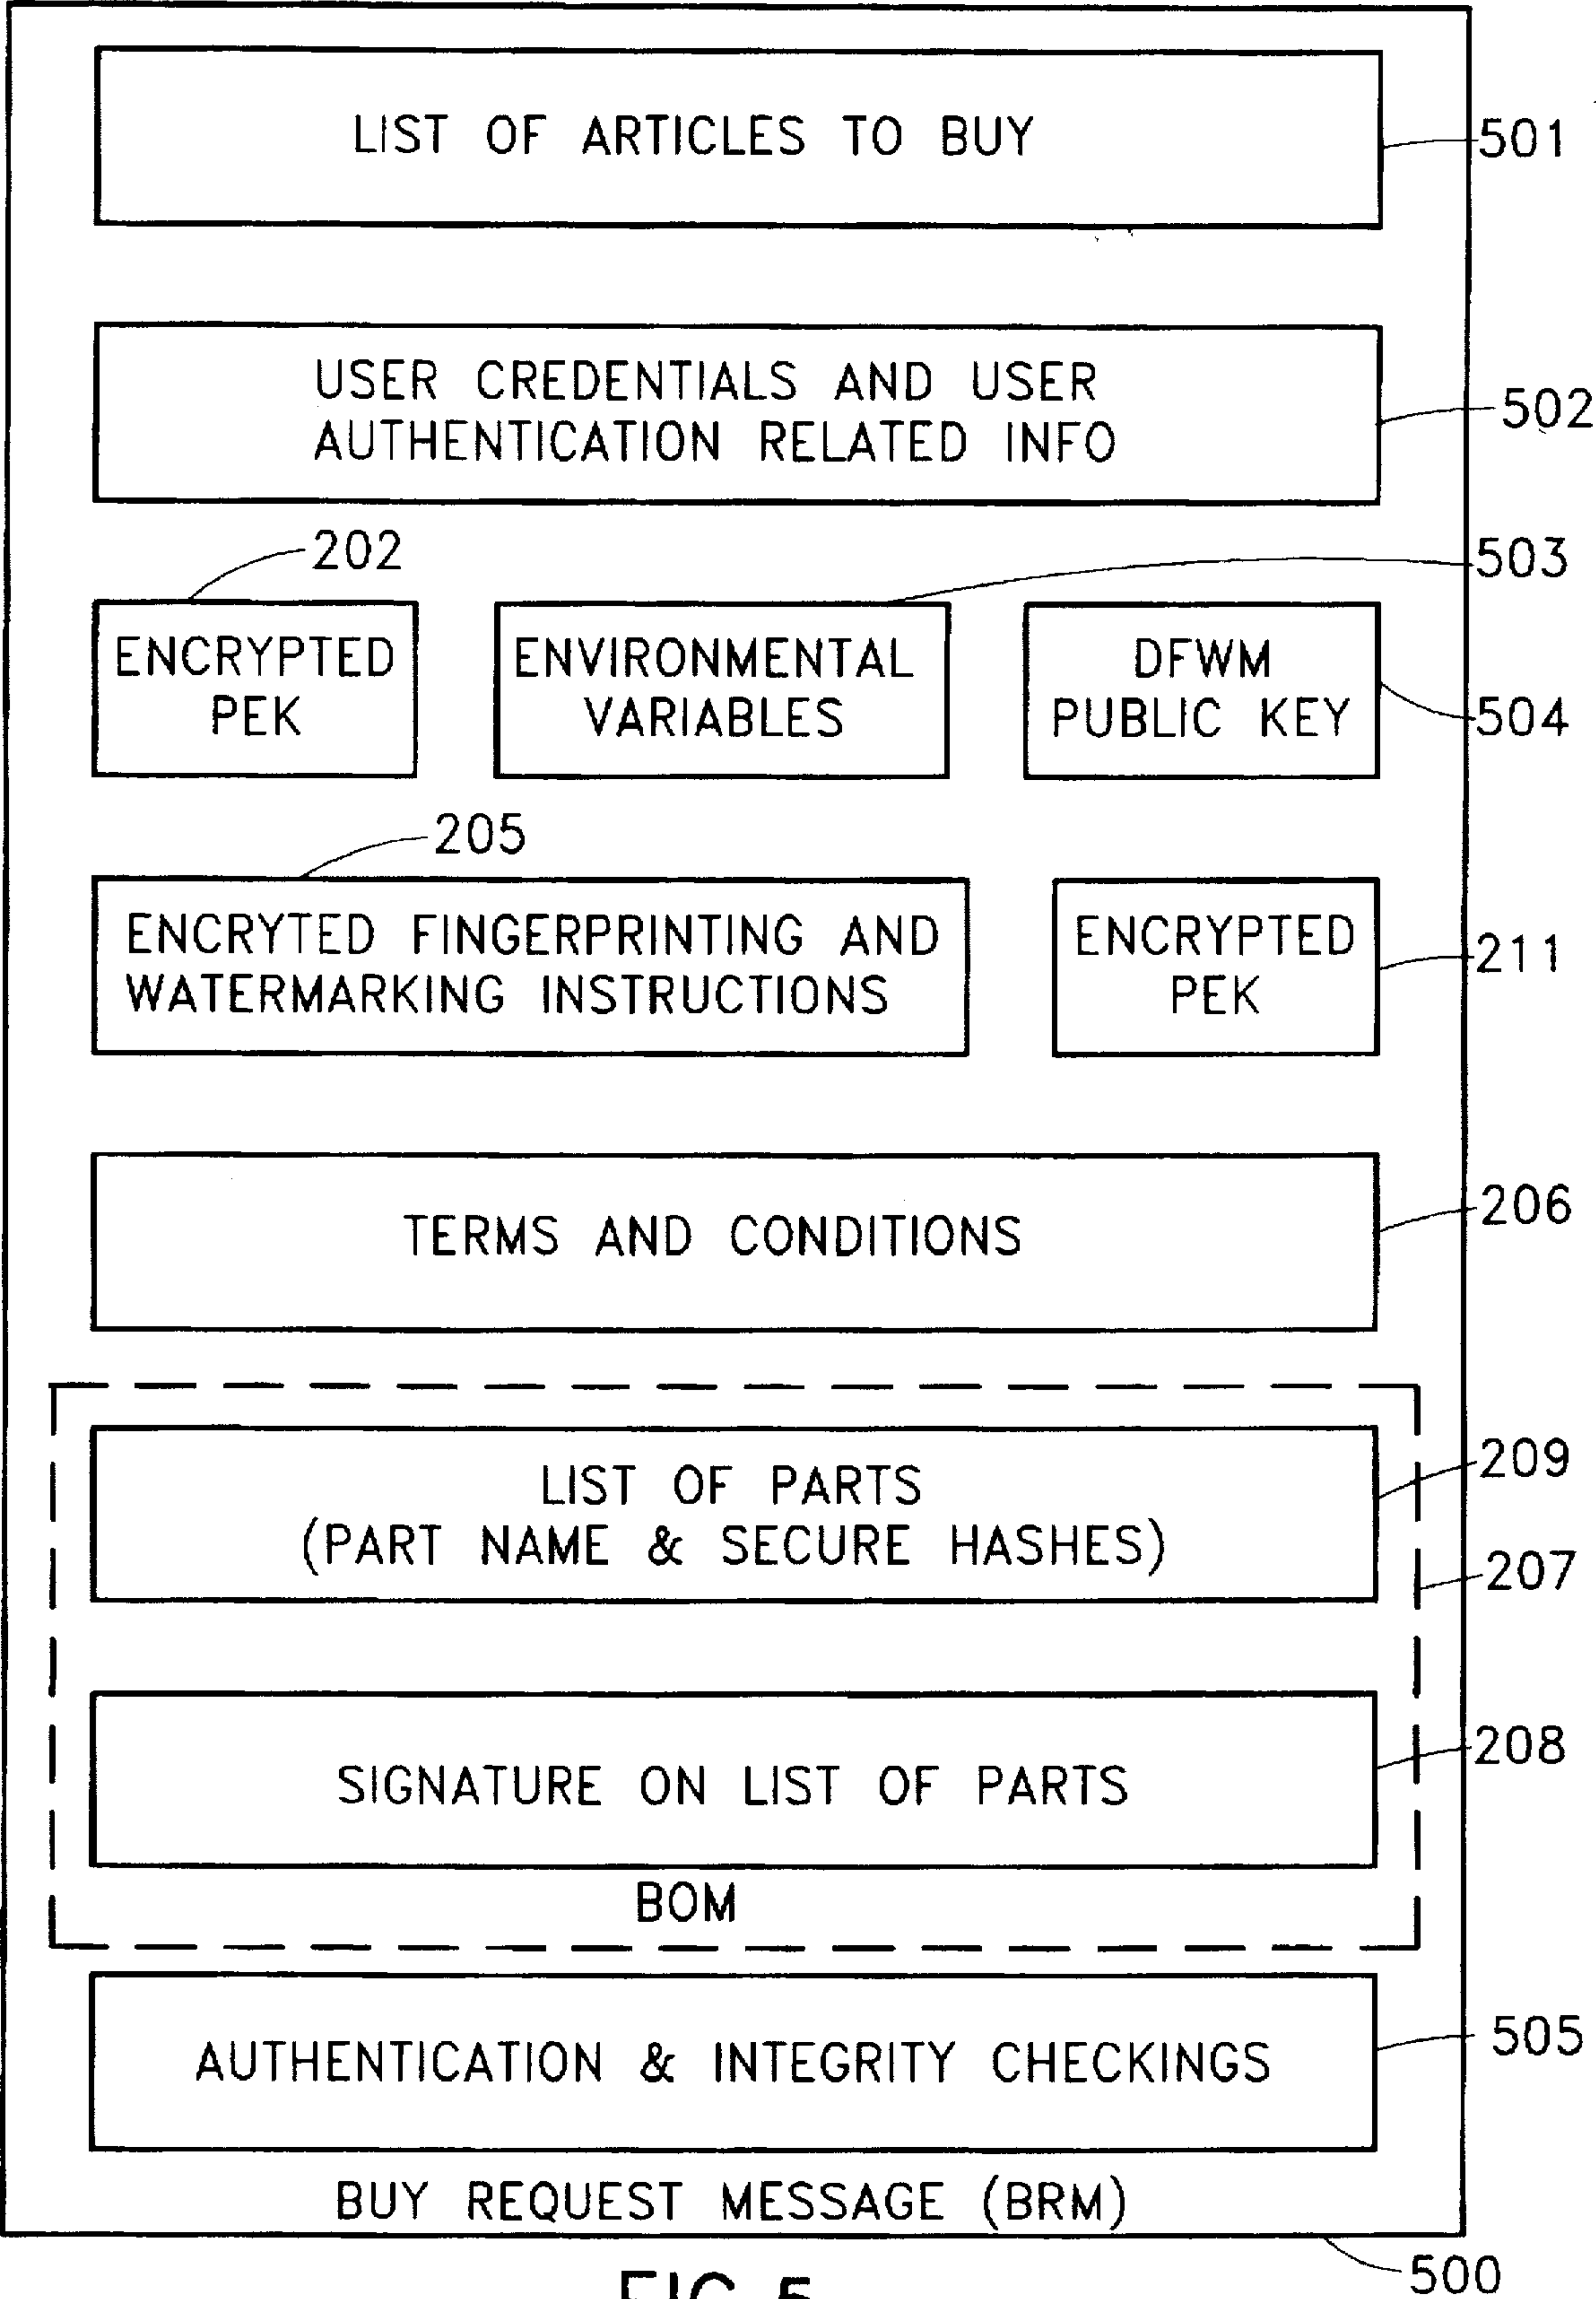 LIST OF ARTICLES TO BUY
501
USER CREDENTIALS AND USER
AUTHENTICATION RELATED INFO
502
202
503
ENCRYPTED
PEK
ENVIRONMENTAL
VARIABLES
DFWM
PUBLIC KEY
504
205
ENCRYTED FINGERPRINTING AND
WATERMARKING INSTRUCTIONS
ENCRYPTED
PEK
211
TERMS AND CONDITIONS
206
LIST OF PARTS
(PART NAME & SECURE HASHES)
209
207
SIGNATURE ON LIST OF PARTS
208
BOM
AUTHENTICATION & INTEGRITY CHECKINGS
505
BUY REQUEST MESSAGE (BRM)
500
FIG. 5